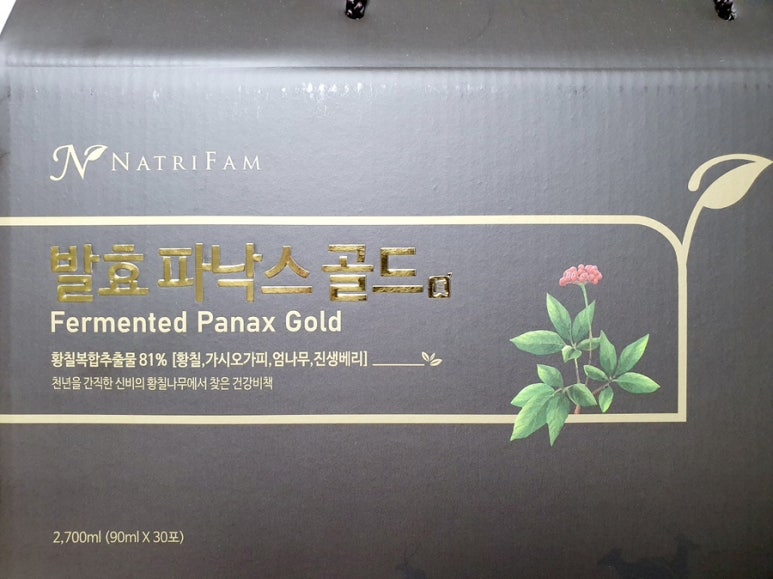 NATRIFAM
발효 파낙스 골드
Fermented Panax Gold
황칠복합추출물 81% [황칠,가시오가피,엄나무,진생베리]
천년을 간직한 신비의 황칠나무에서 찾은 건강비책
2,700ml (90ml X 30포)